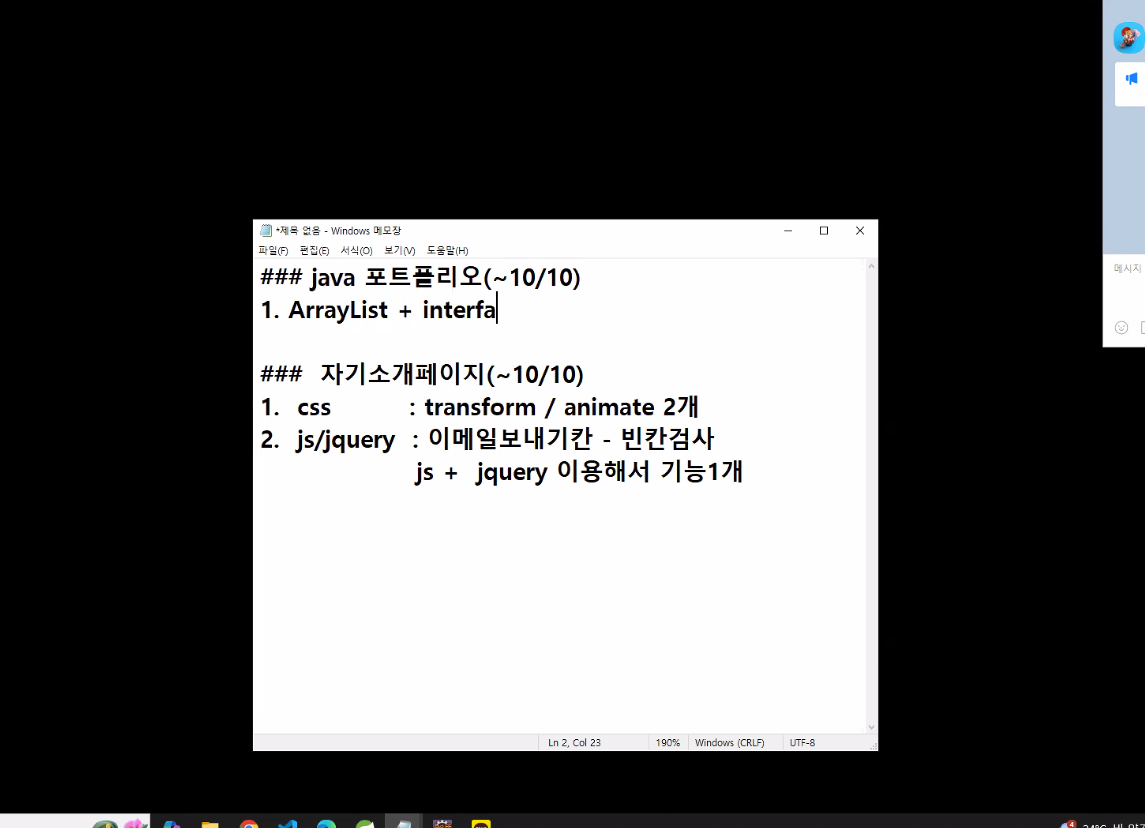 *제목 없음 - Windows 메모장
파일(F) 편집(E) 서식(O) 보기(V) 도움말(H)
### java 포트폴리오(~10/10)
1. ArrayList + interfa
### 자기소개페이지(~10/10)
1. css : transform / animate 2개
2. js/jquery : 이메일보내기칸 - 빈칸검사
js + jquery 이용해서 기능1개
메시지
Ln 2, Col 23 190% Windows (CRLF) UTF-8
4